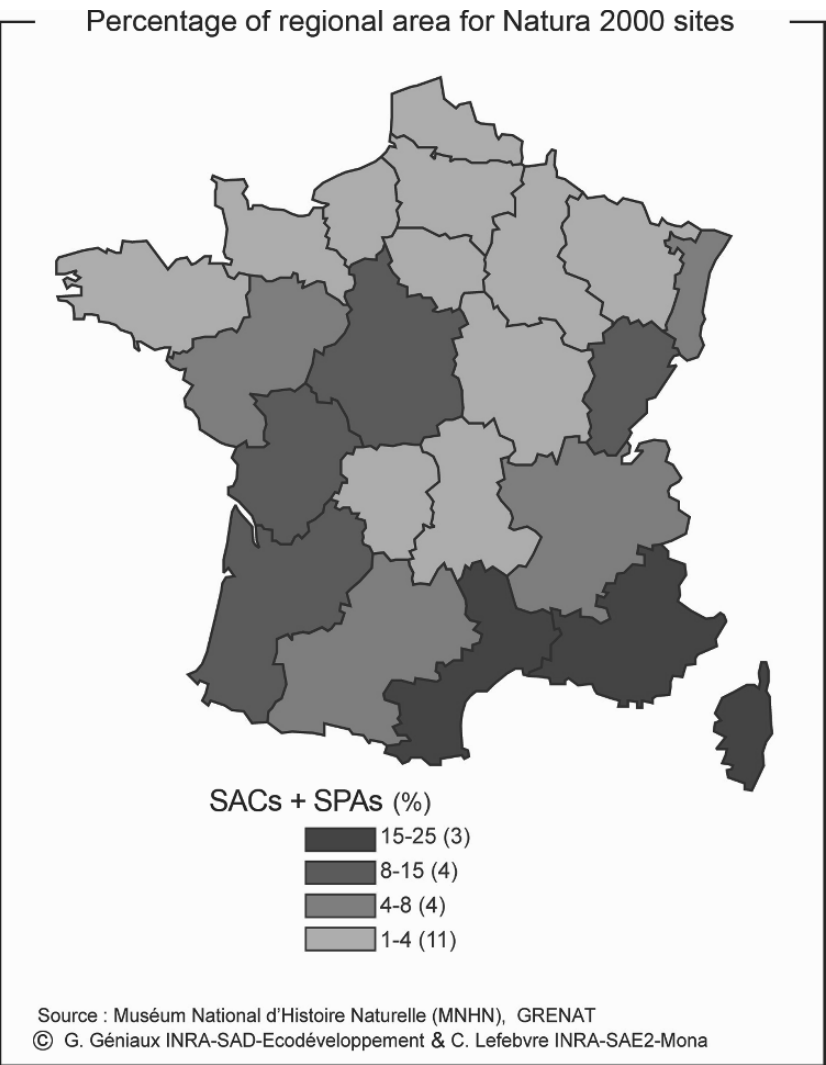 Percentage of regional area for Natura 2000 sites
SACs + SPAs (%)
15-25 (3)
8-15 (4)
4-8 (4)
1-4 (11)
Source : Muséum National d'Histoire Naturelle (MNHN), GRENAT
© G. Géniaux INRA-SAD-Ecodéveloppement & C. Lefebvre INRA-SAE2-Mona